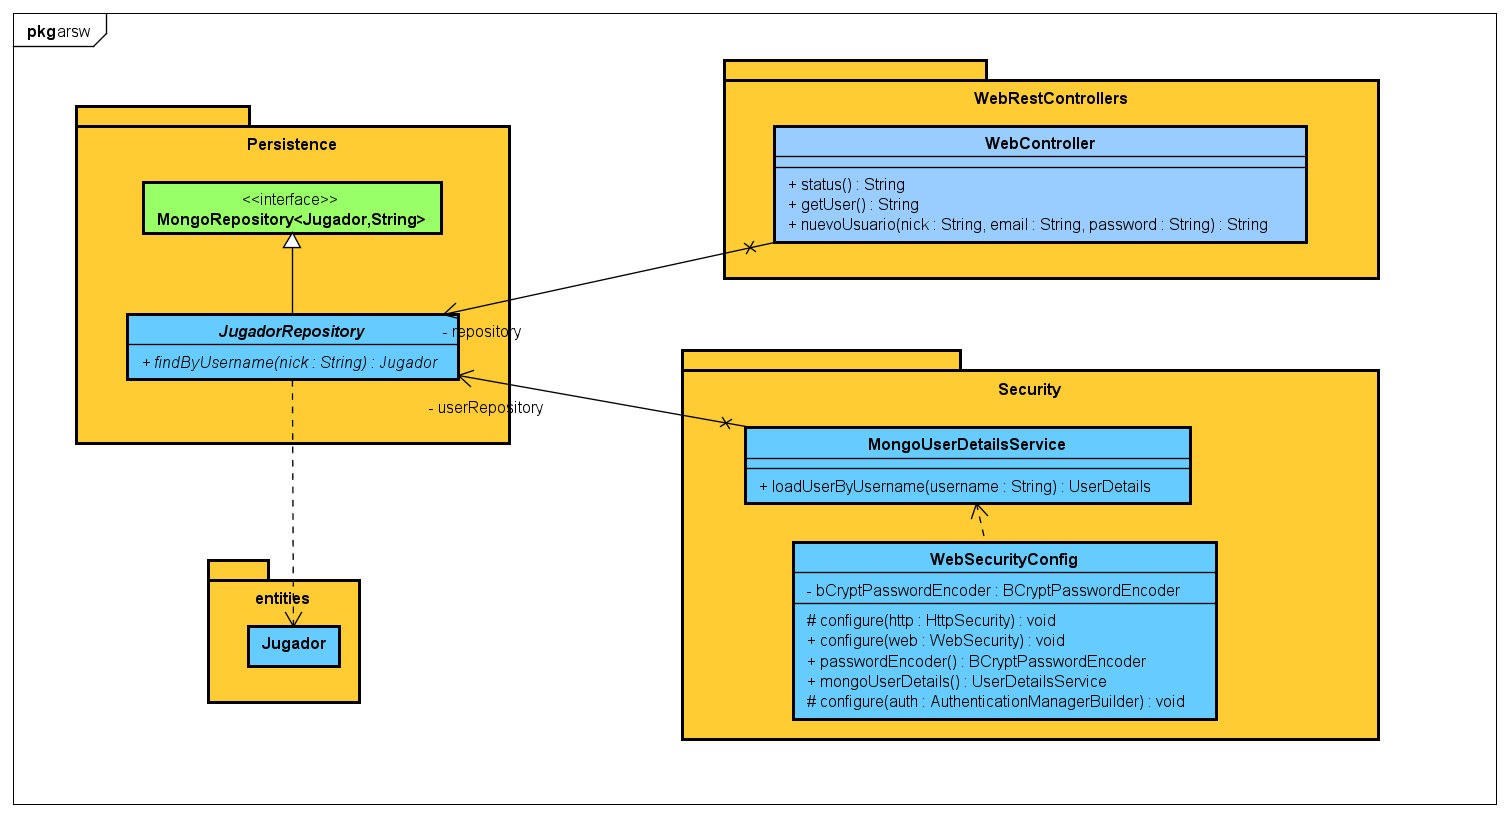 pkg arsw
Persistence
<<interface>>
MongoRepository<Jugador,String>
JugadorRepository
+ findByUsername(nick : String) : Jugador
- repository
- userRepository
entities
Jugador
WebRestControllers
WebController
+ status() : String
+ getUser() : String
+ nuevoUsuario(nick : String, email : String, password : String) : String
Security
MongoUserDetailsService
+ loadUserByUsername(username : String) : UserDetails
WebSecurityConfig
- bCryptPasswordEncoder : BCryptPasswordEncoder
# configure(http : HttpSecurity) : void
+ configure(web : WebSecurity) : void
+ passwordEncoder() : BCryptPasswordEncoder
+ mongoUserDetails() : UserDetailsService
# configure(auth : AuthenticationManagerBuilder) : void